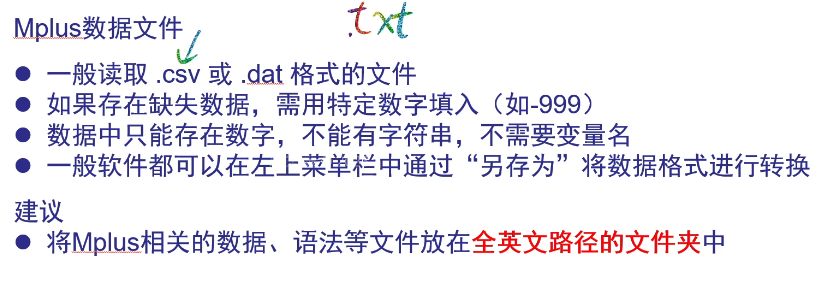 Mplus数据文件
.txt
● 一般读取 .csv 或 .dat 格式的文件
● 如果存在缺失数据，需用特定数字填入（如-999）
● 数据中只能存在数字，不能有字符串，不需要变量名
● 一般软件都可以在左上菜单栏中通过“另存为”将数据格式进行转换
建议
● 将Mplus相关的数据、语法等文件放在全英文路径的文件夹中